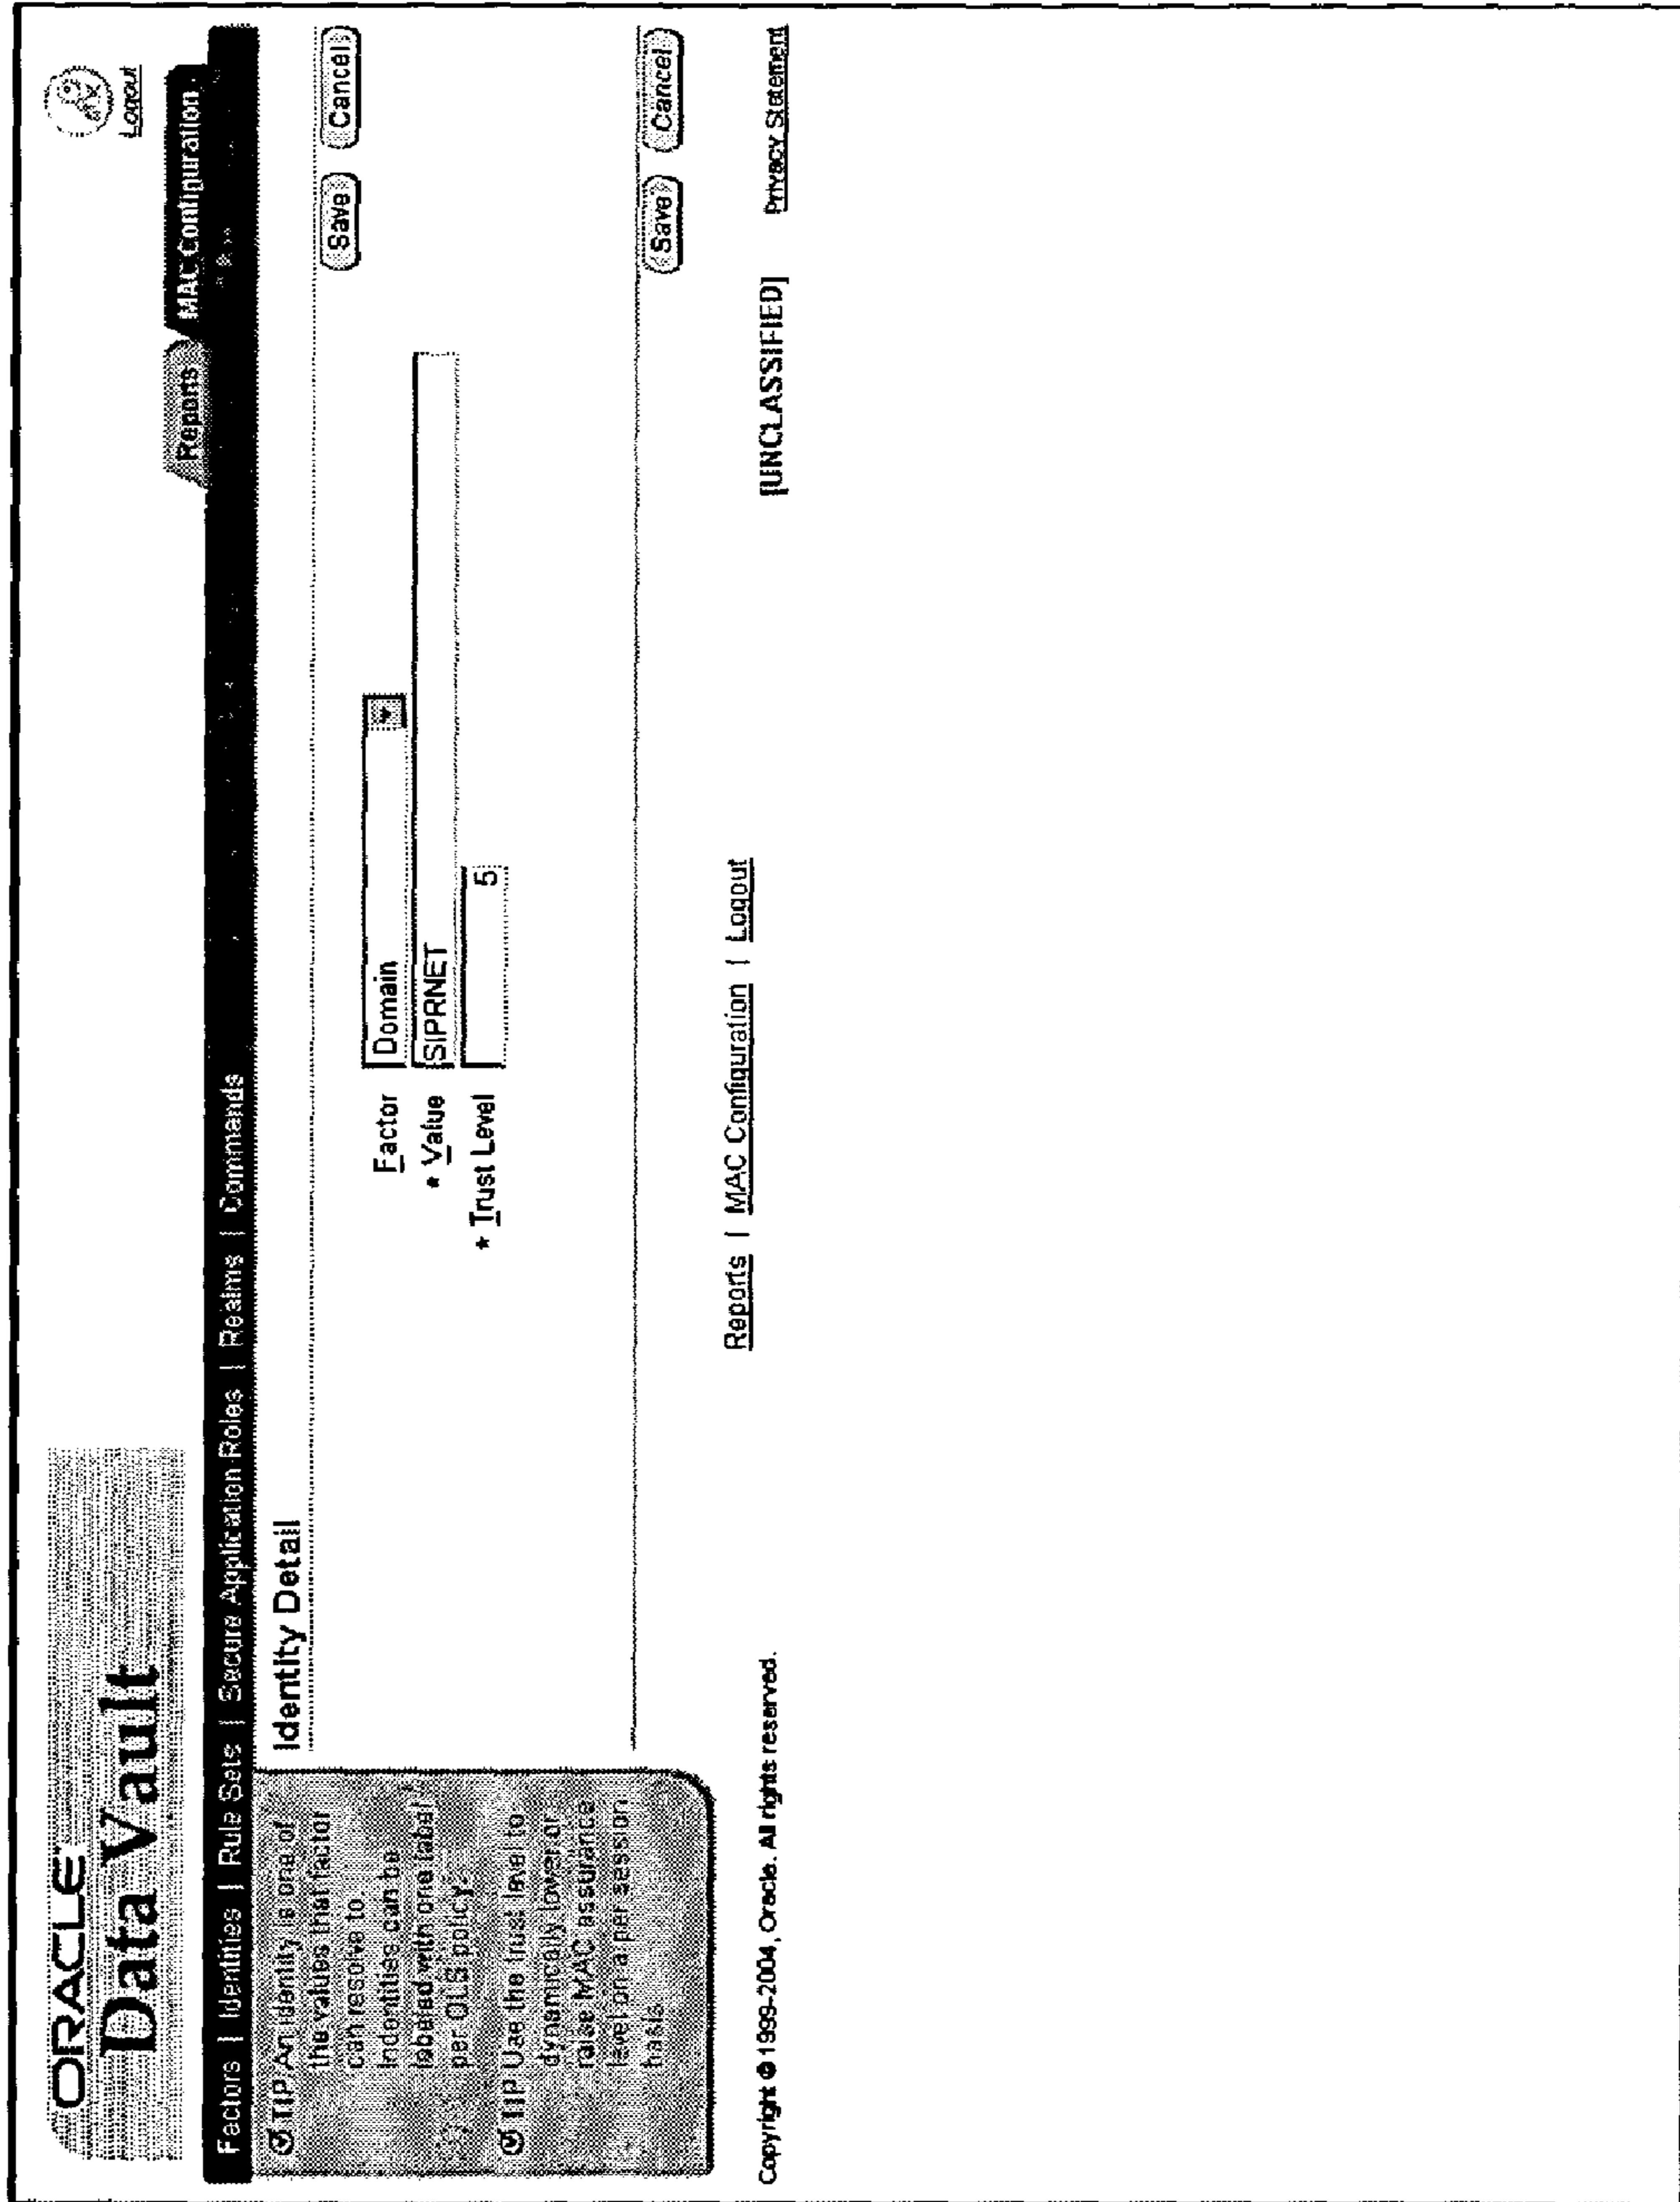 ORACLE
Data Vault
Logout
Reports
MAC Configuration
Factors | Identities | Rule Sets | Secure Application Roles | Realms | Commands
TIP An identity is one of
the values that factor
can resolve to
Indentities can be
labeled with one label
per OLS policy.
TIP Use the trust level to
dynamically lower or
raise MAC assurance
level on a per session
basis
Identity Detail
Save Cancel
Factor Domain
* Value SIPRNET
* Trust Level 5
Save Cancel
Reports | MAC Configuration | Logout
Copyright © 1999-2004, Oracle. All rights reserved.
[UNCLASSIFIED]
Privacy Statement